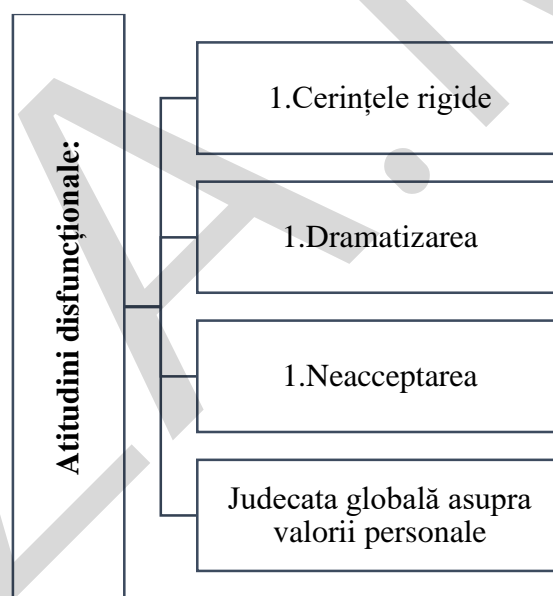 Atitudini disfuncționale:
1.Cerințele rigide
1.Dramatizarea
1.Neacceptarea
Judecata globală asupra
valorii personale